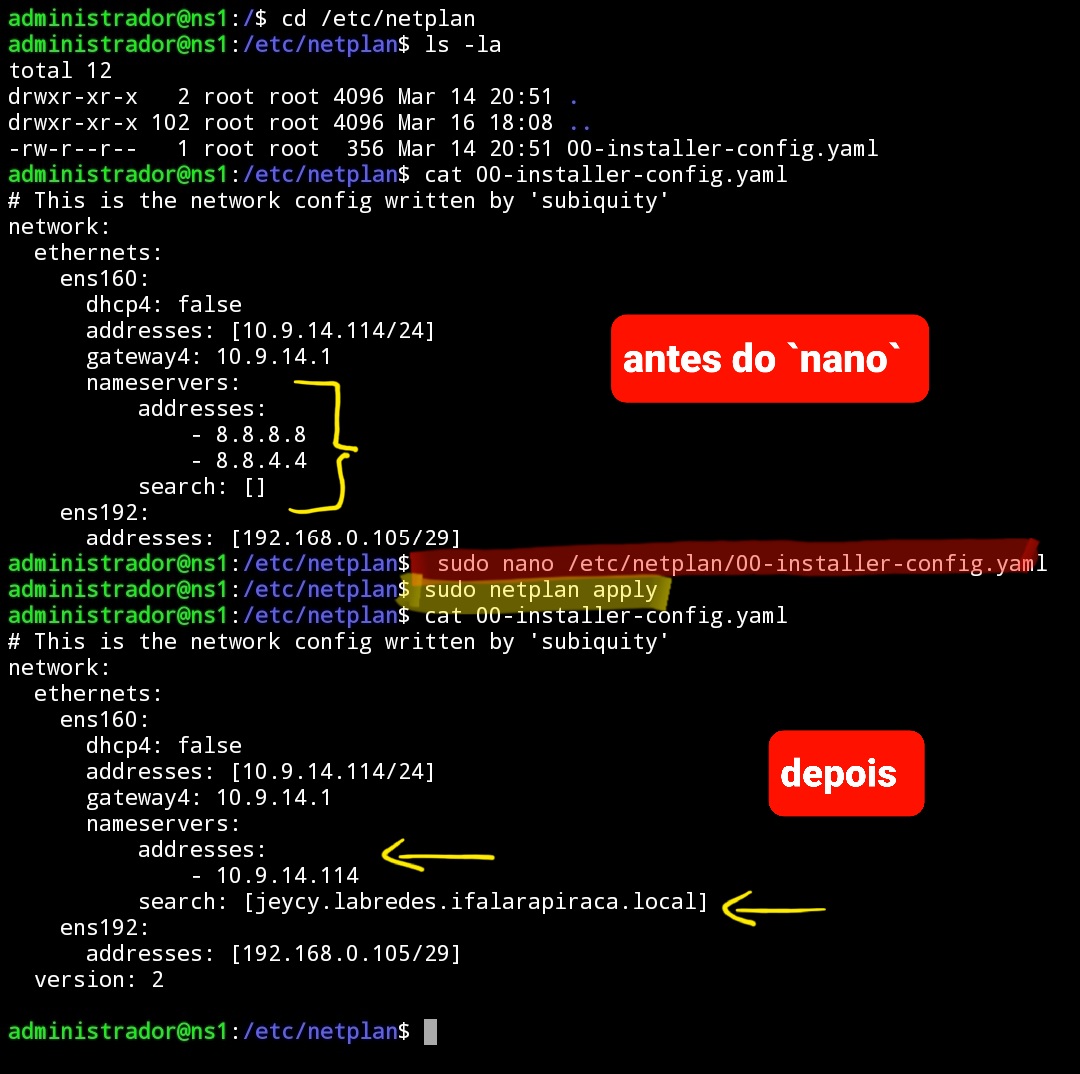 administrador@ns1:/$ cd /etc/netplan
administrador@ns1:/etc/netplan$ ls -la
total 12
drwxr-xr-x   2 root root 4096 Mar 14 20:51 .
drwxr-xr-x 102 root root 4096 Mar 16 18:08 ..
-rw-r--r--   1 root root  356 Mar 14 20:51 00-installer-config.yaml
administrador@ns1:/etc/netplan$ cat 00-installer-config.yaml
# This is the network config written by 'subiquity'
network:
  ethernets:
    ens160:
      dhcp4: false
      addresses: [10.9.14.114/24]
      gateway4: 10.9.14.1
antes do `nano`
      nameservers:
          addresses:
              - 8.8.8.8
              - 8.8.4.4
          search: []
    ens192:
      addresses: [192.168.0.105/29]
administrador@ns1:/etc/netplan$  sudo nano /etc/netplan/00-installer-config.yaml
administrador@ns1:/etc/netplan$ sudo netplan apply
administrador@ns1:/etc/netplan$ cat 00-installer-config.yaml
# This is the network config written by 'subiquity'
network:
  ethernets:
    ens160:
      dhcp4: false
      addresses: [10.9.14.114/24]
depois
      gateway4: 10.9.14.1
      nameservers:
          addresses:
              - 10.9.14.114
          search: [jeycy.labredes.ifalarapiraca.local]
    ens192:
      addresses: [192.168.0.105/29]
  version: 2
administrador@ns1:/etc/netplan$